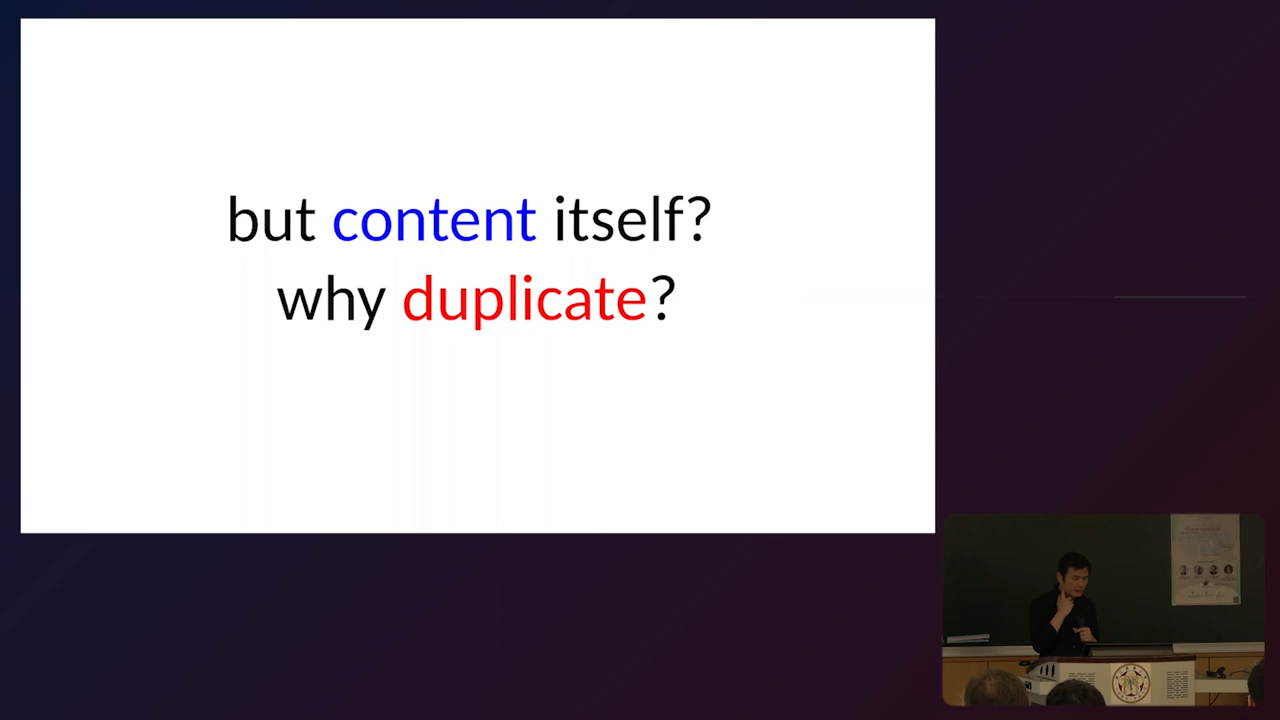 but content itself?
why duplicate?